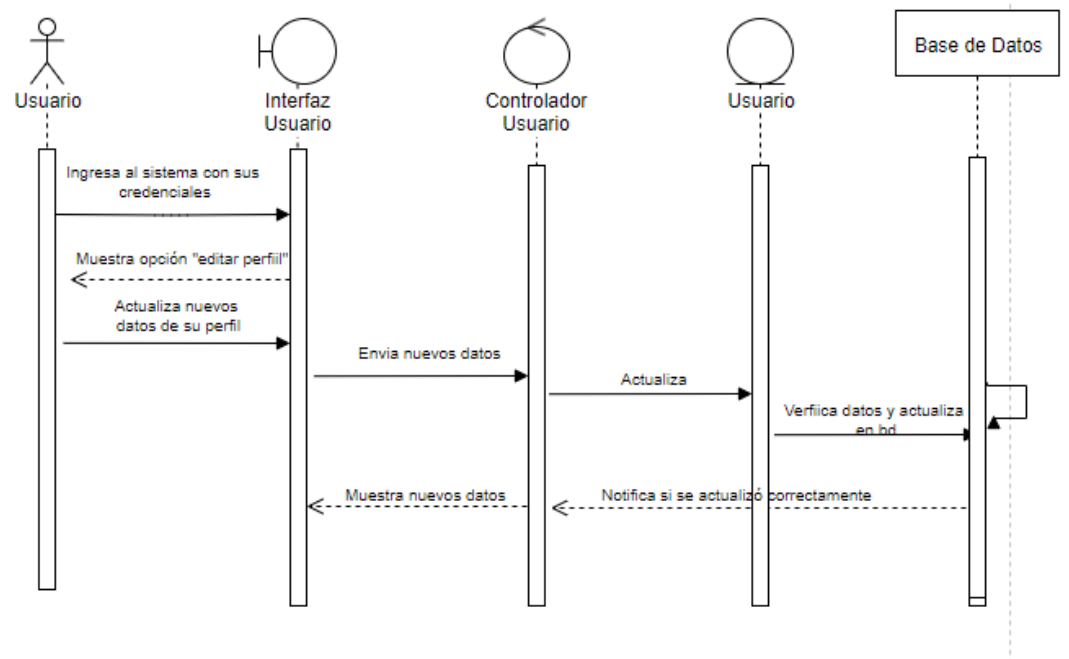 Usuario
Interfaz
Usuario
Controlador
Usuario
Usuario
Base de Datos
Ingresa al sistema con sus
credenciales
Muestra opción "editar perfiil"
Actualiza nuevos
datos de su perfil
Envia nuevos datos
Actualiza
Verfiica datos y actualiza
en bd
Muestra nuevos datos
Notifica si se actualizó correctamente